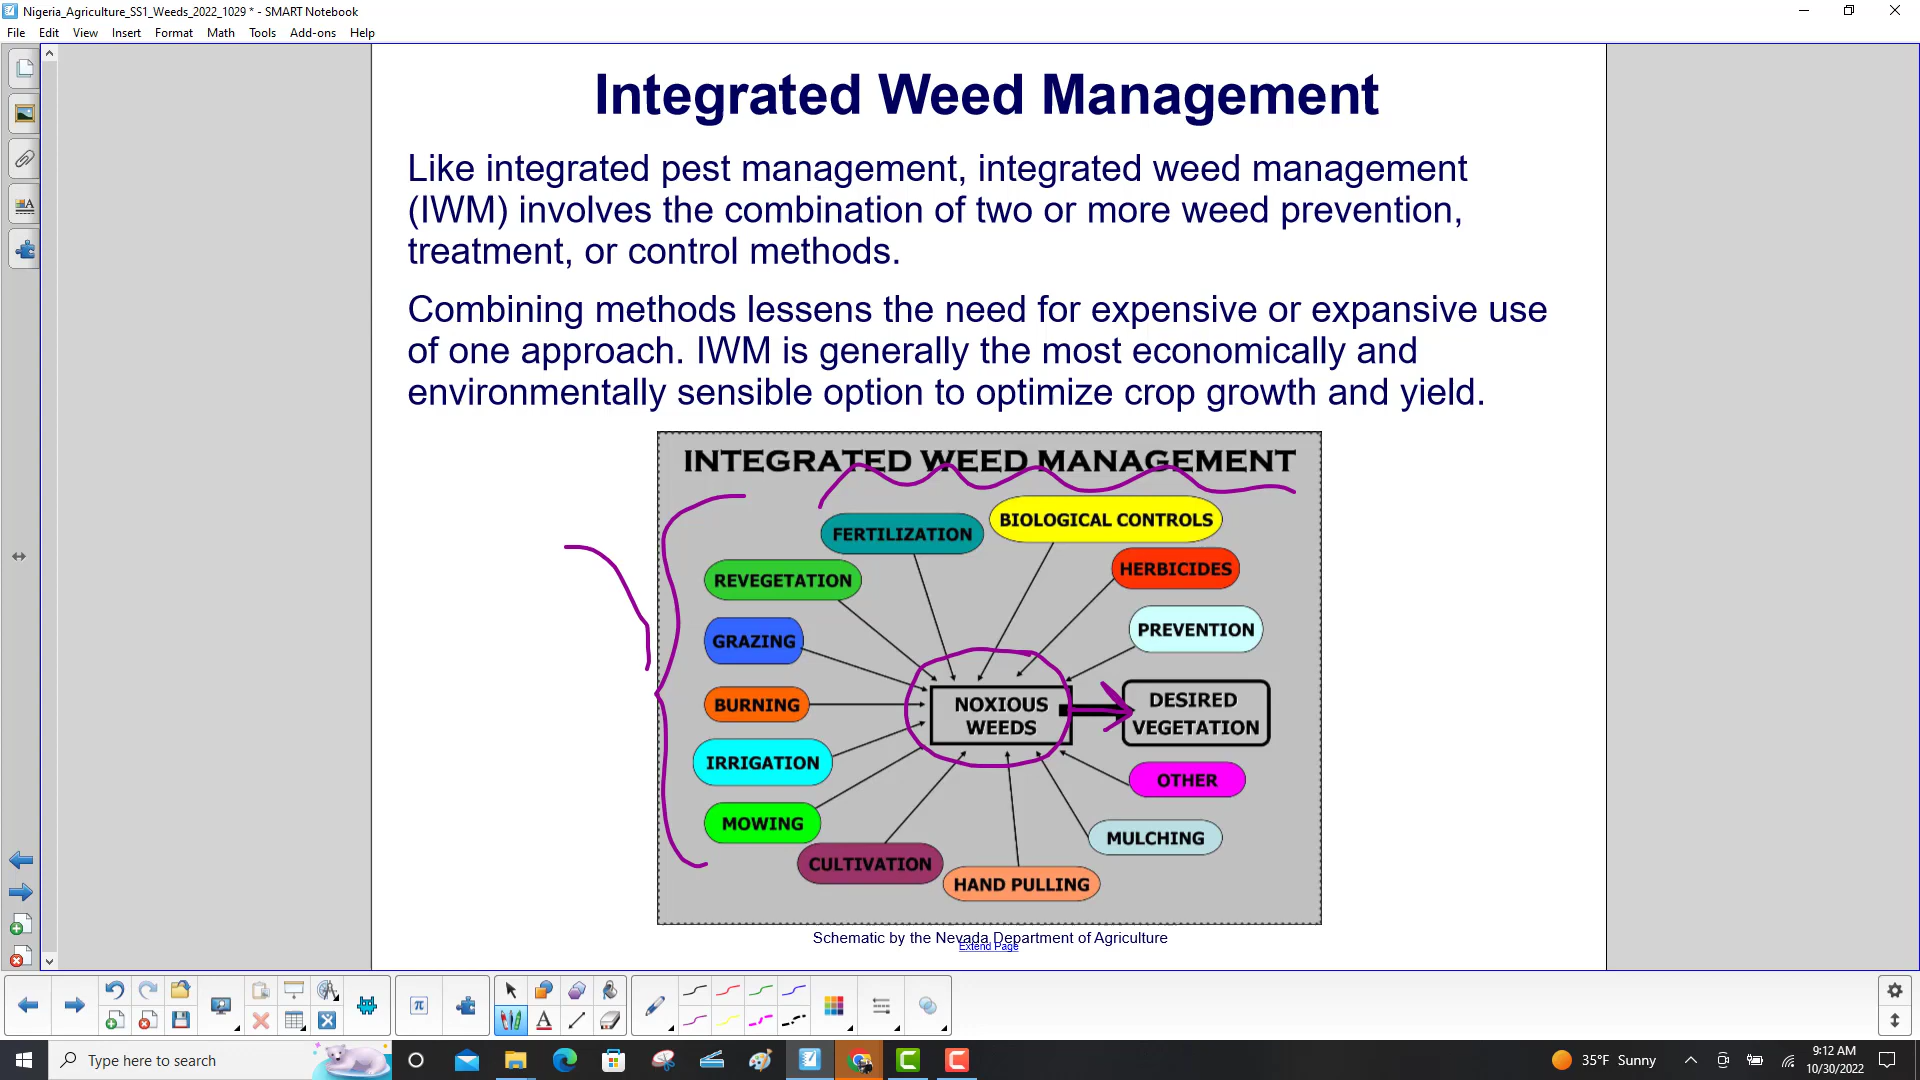 Nigeria_Agriculture_SS1_Weeds_2022_1029 * - SMART Notebook
File Edit View Insert Format Math Tools Add-ons Help
Integrated Weed Management
Like integrated pest management, integrated weed management
(IWM) involves the combination of two or more weed prevention,
treatment, or control methods.
Combining methods lessens the need for expensive or expansive use
of one approach. IWM is generally the most economically and
environmentally sensible option to optimize crop growth and yield.
INTEGRATED WEED MANAGEMENT
BIOLOGICAL CONTROLS
FERTILIZATION
HERBICIDES
REVEGETATION
PREVENTION
GRAZING
BURNING
NOXIOUS
WEEDS
DESIRED
VEGETATION
IRRIGATION
OTHER
MOWING
MULCHING
CULTIVATION
HAND PULLING
Schematic by the Nevada Department of Agriculture
Extend Page
Type here to search
35°F Sunny
9:12 AM
10/30/2022